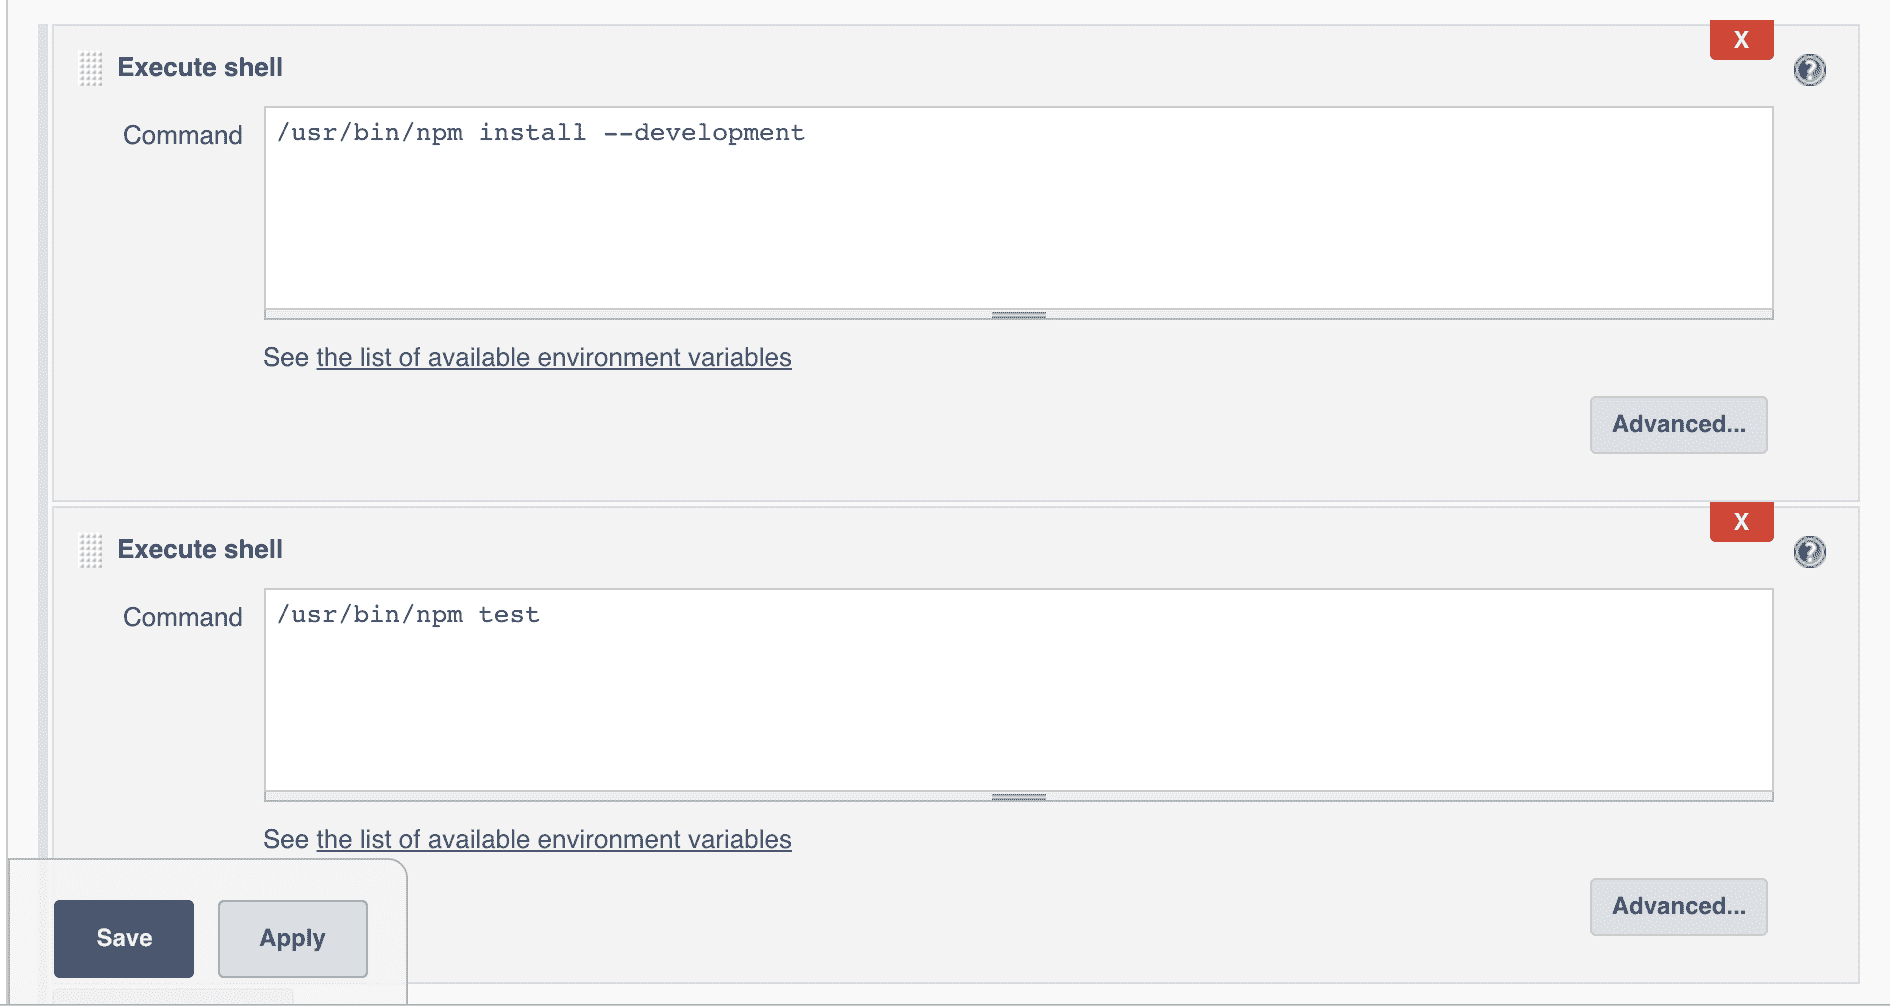 X
Execute shell
?
Command
/usr/bin/npm install --development
See the list of available environment variables
Advanced...
X
Execute shell
?
Command
/usr/bin/npm test
See the list of available environment variables
Advanced...
Save
Apply